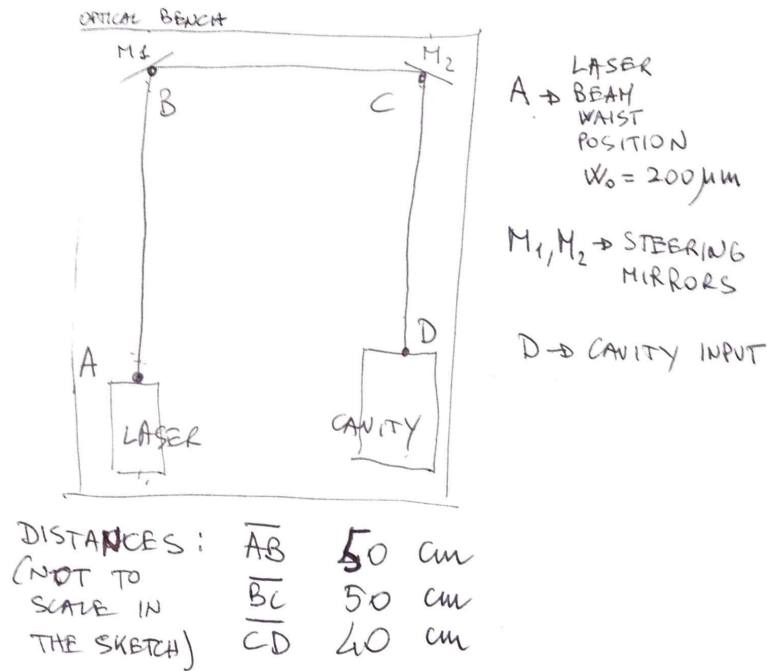 OPTICAL BENCH
M1
M2
B
C
A
D
LASER
CAVITY
A → LASER
BEAM
WAIST
POSITION
W₀ = 200 μm
M1, M2 → STEERING
MIRRORS
D → CAVITY INPUT
DISTANCES: AB 50 cm
(NOT TO
SCALE IN BC 50 cm
THE SKETCH) CD 40 cm